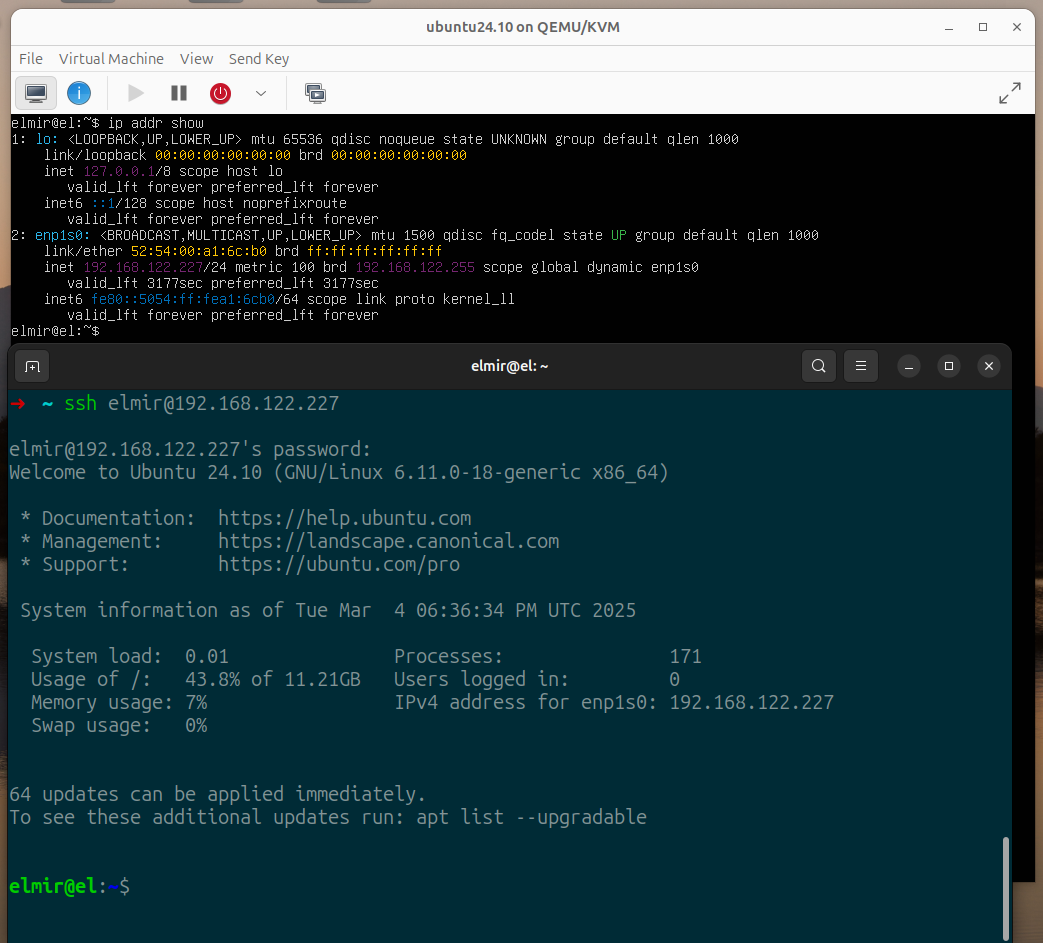 ubuntu24.10 on QEMU/KVM
File Virtual Machine View Send Key
elmir@el:~$ ip addr show
1: lo: <LOOPBACK,UP,LOWER_UP> mtu 65536 qdisc noqueue state UNKNOWN group default qlen 1000
    link/loopback 00:00:00:00:00:00 brd 00:00:00:00:00:00
    inet 127.0.0.1/8 scope host lo
       valid_lft forever preferred_lft forever
    inet6 ::1/128 scope host noprefixroute
       valid_lft forever preferred_lft forever
2: enp1s0: <BROADCAST,MULTICAST,UP,LOWER_UP> mtu 1500 qdisc fq_codel state UP group default qlen 1000
    link/ether 52:54:00:a1:6c:b0 brd ff:ff:ff:ff:ff:ff
    inet 192.168.122.227/24 metric 100 brd 192.168.122.255 scope global dynamic enp1s0
       valid_lft 3177sec preferred_lft 3177sec
    inet6 fe80::5054:ff:fea1:6cb0/64 scope link proto kernel_ll
       valid_lft forever preferred_lft forever
elmir@el:~$
elmir@el: ~
➜  ~ ssh elmir@192.168.122.227
elmir@192.168.122.227's password:
Welcome to Ubuntu 24.10 (GNU/Linux 6.11.0-18-generic x86_64)
 * Documentation:  https://help.ubuntu.com
 * Management:     https://landscape.canonical.com
 * Support:        https://ubuntu.com/pro
 System information as of Tue Mar  4 06:36:34 PM UTC 2025
  System load:  0.01               Processes:               171
  Usage of /:   43.8% of 11.21GB   Users logged in:         0
  Memory usage: 7%                 IPv4 address for enp1s0: 192.168.122.227
  Swap usage:   0%
64 updates can be applied immediately.
To see these additional updates run: apt list --upgradable
elmir@el:~$